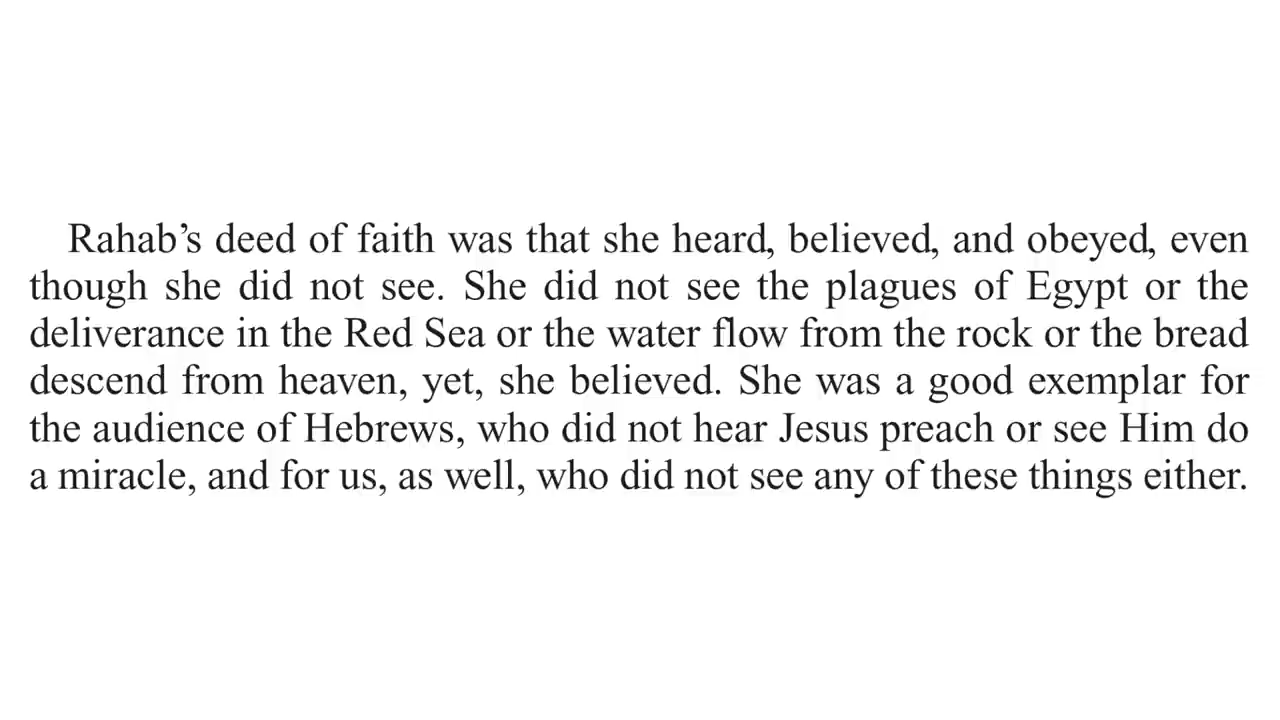 Rahab’s deed of faith was that she heard, believed, and obeyed, even
though she did not see. She did not see the plagues of Egypt or the
deliverance in the Red Sea or the water flow from the rock or the bread
descend from heaven, yet, she believed. She was a good exemplar for
the audience of Hebrews, who did not hear Jesus preach or see Him do
a miracle, and for us, as well, who did not see any of these things either.